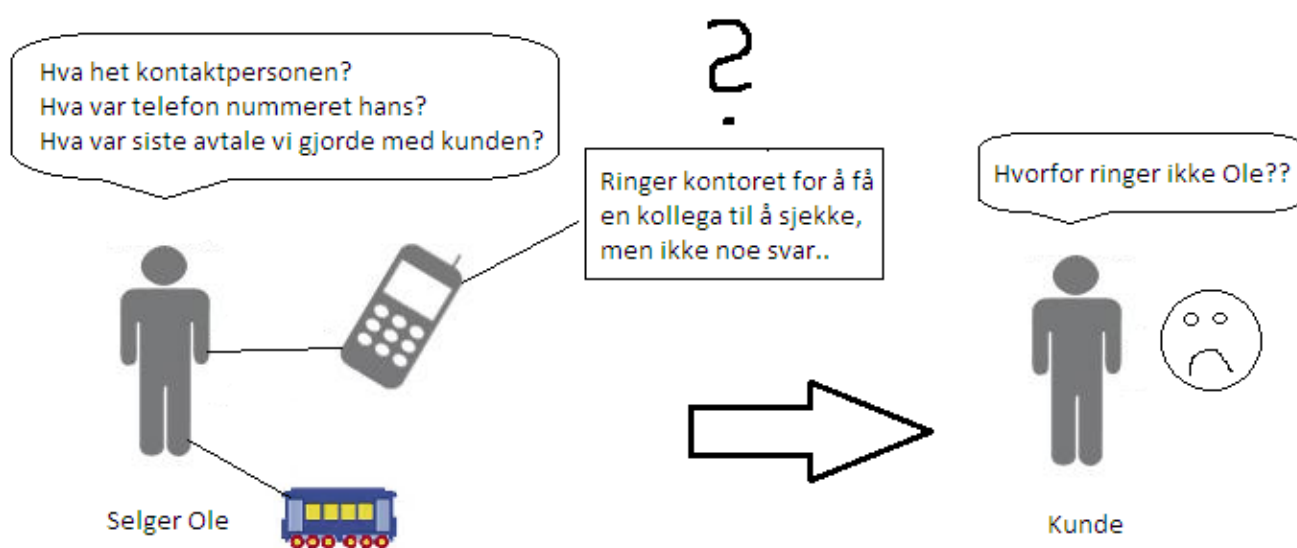 Hva het kontaktpersonen?
Hva var telefon nummeret hans?
Hva var siste avtale vi gjorde med kunden?
?
Ringer kontoret for å få
en kollega til å sjekke,
men ikke noe svar..
Hvorfor ringer ikke Ole??
Selger Ole
Kunde